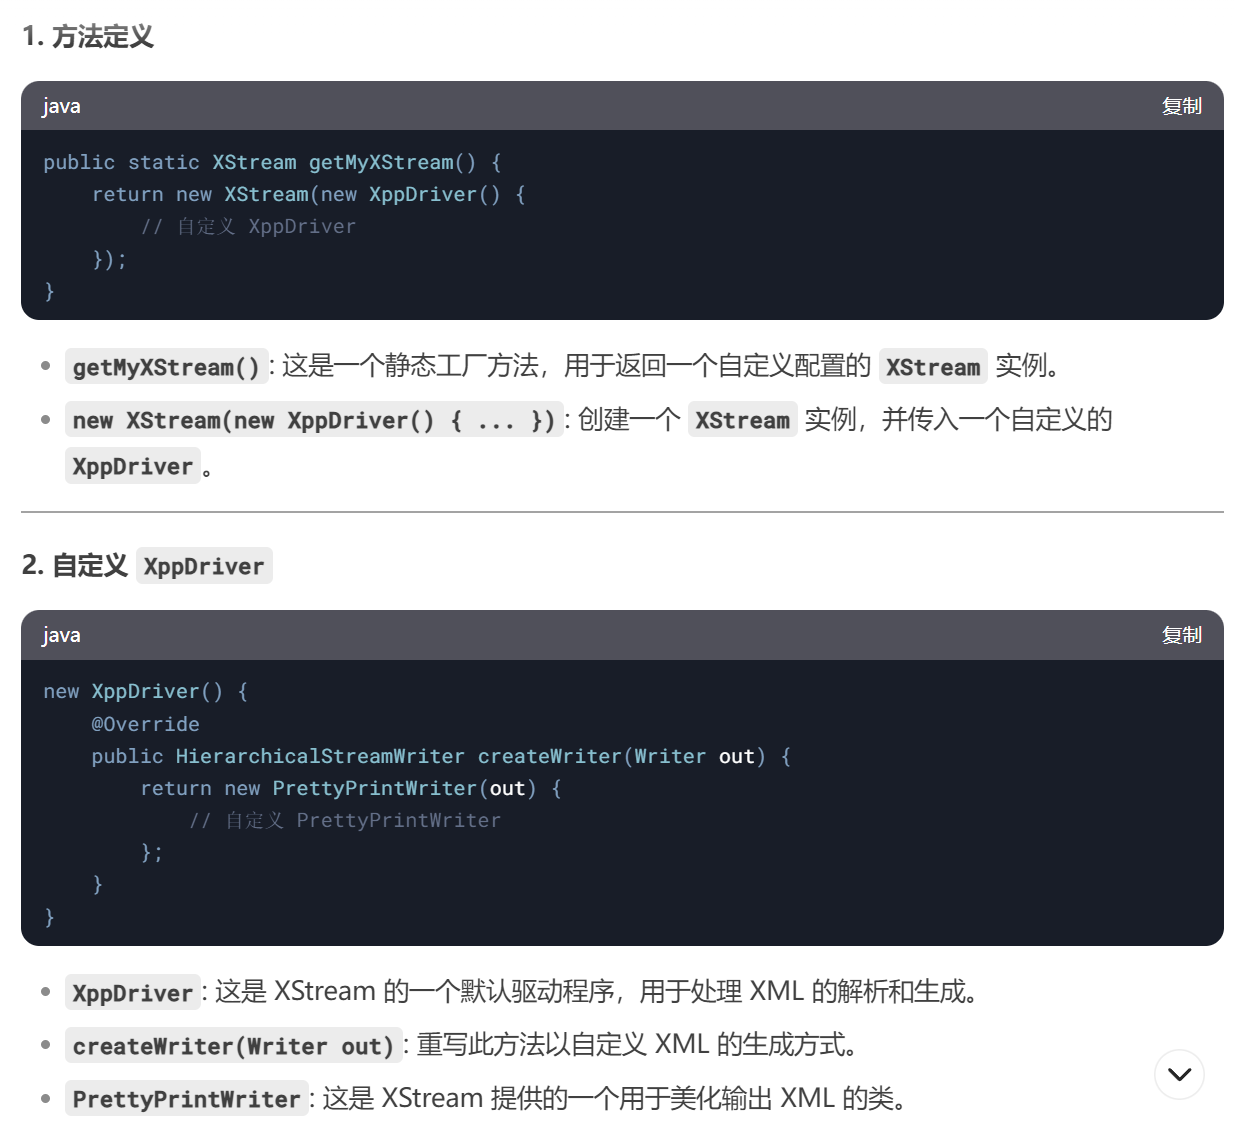 1. 方法定义
java 复制
public static XStream getMyXStream() {
    return new XStream(new XppDriver() {
        // 自定义 XppDriver
    });
}
getMyXStream(): 这是一个静态工厂方法，用于返回一个自定义配置的 XStream 实例。
new XStream(new XppDriver() { ... }): 创建一个 XStream 实例，并传入一个自定义的
XppDriver。
2. 自定义 XppDriver
java 复制
new XppDriver() {
    @Override
    public HierarchicalStreamWriter createWriter(Writer out) {
        return new PrettyPrintWriter(out) {
            // 自定义 PrettyPrintWriter
        };
    }
}
XppDriver: 这是 XStream 的一个默认驱动程序，用于处理 XML 的解析和生成。
createWriter(Writer out): 重写此方法以自定义 XML 的生成方式。
PrettyPrintWriter: 这是 XStream 提供的一个用于美化输出 XML 的类。